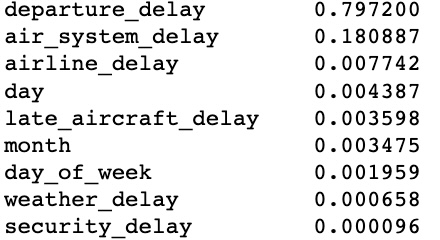 departure_delay 0.797200
air_system_delay 0.180887
airline_delay 0.007742
day 0.004387
late_aircraft_delay 0.003598
month 0.003475
day_of_week 0.001959
weather_delay 0.000658
security_delay 0.000096